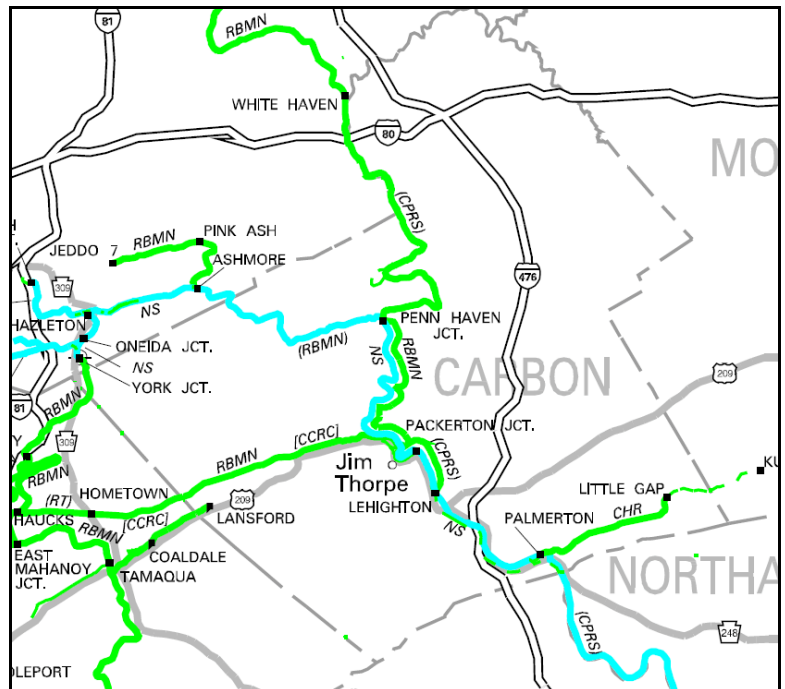 81
RBMN
WHITE HAVEN
80
MO
(CPRS)
PINK ASH
RBMN
JEDDO 7
ASHMORE
476
309
NS
HAZLETON
PENN HAVEN
JCT.
(RBMN)
ONEIDA JCT.
NS
NS
RBMN
YORK JCT.
CARBON
209
81
RBMN
PACKERTON JCT.
[CCRC]
309
Jim
Thorpe
(CPRS)
RBMN
RBMN
LITTLE GAP
KU
HOMETOWN
209
LEHIGHTON
(RT)
[CCRC]
LANSFORD
CHR
HAUCKS
RBMN
NS
PALMERTON
EAST
MAHANOY
JCT.
COALDALE
TAMAQUA
NORTHA
(CPRS)
248
OLEPORT